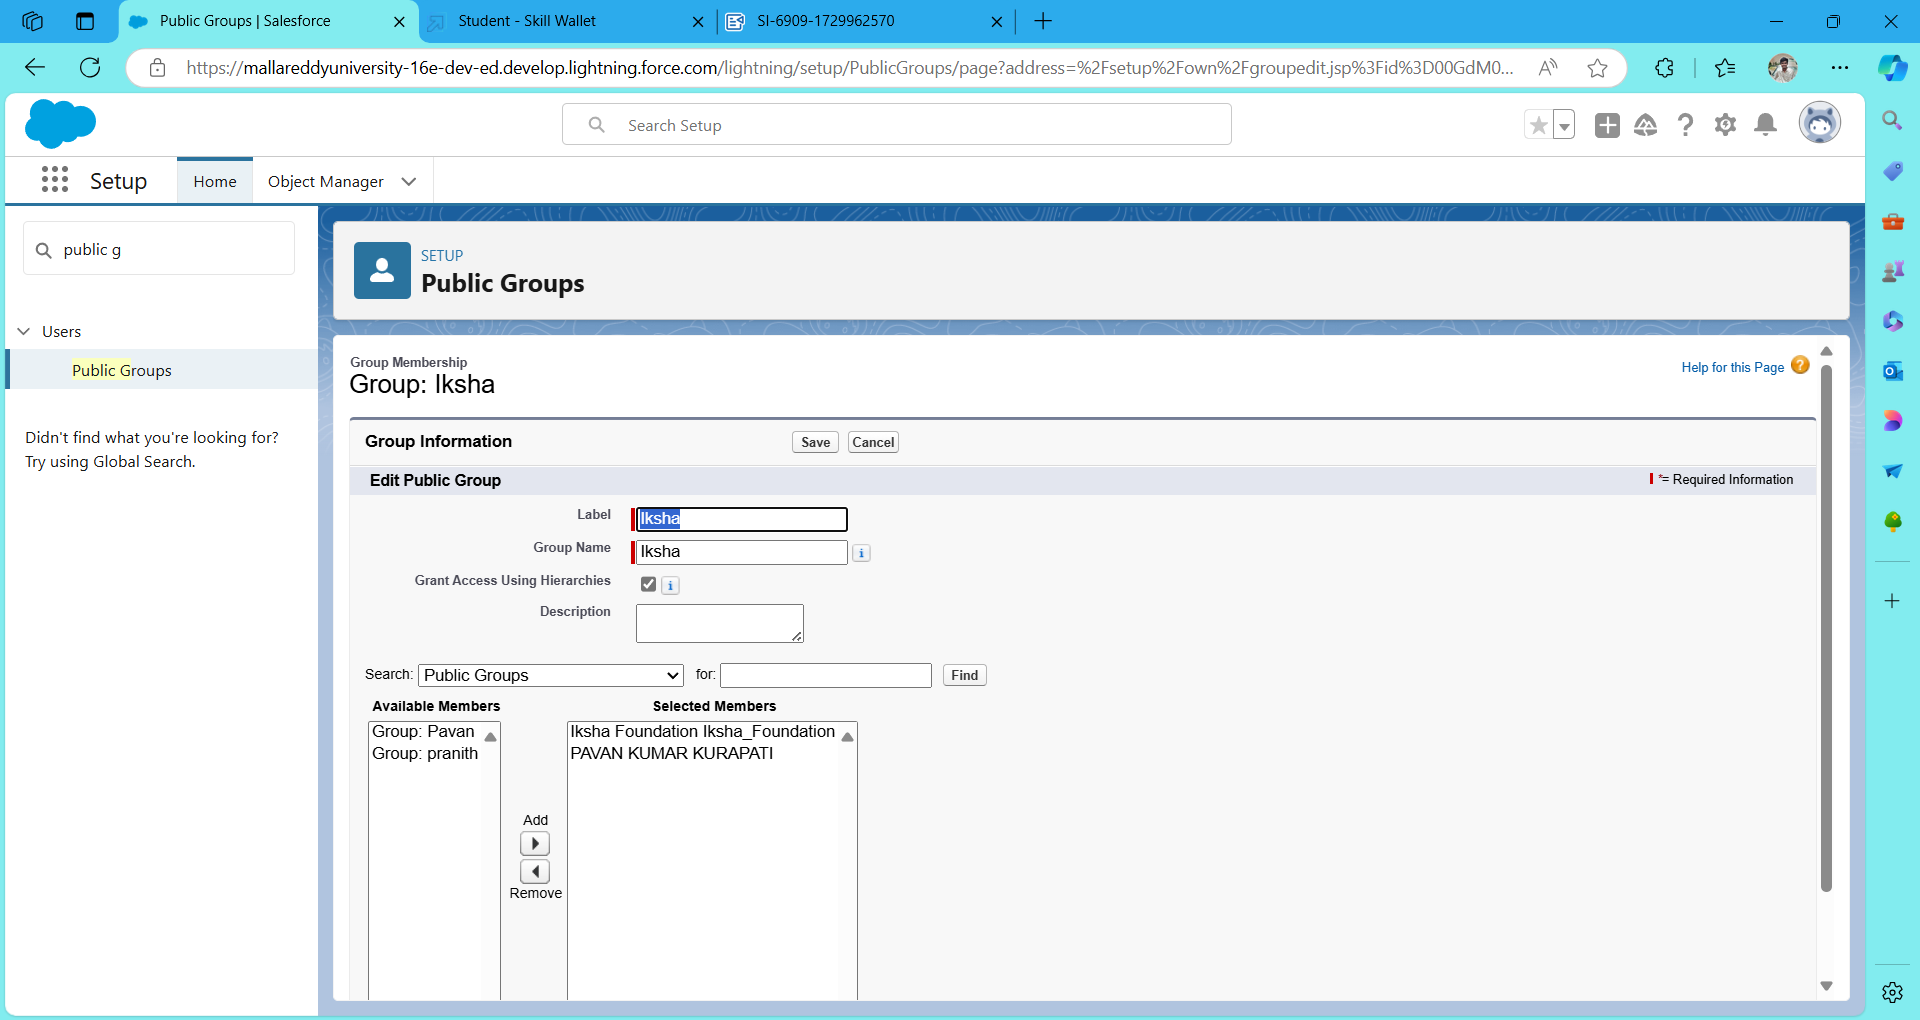 Public Groups | Salesforce
Student - Skill Wallet
SI-6909-1729962570
https://mallareddyuniversity-16e-dev-ed.develop.lightning.force.com/lightning/setup/PublicGroups/page?address=%2Fsetup%2Fown%2Fgroupedit.jsp%3Fid%3D00GdM0...
Search Setup
Setup
Home
Object Manager
public g
Users
Public Groups
Didn't find what you're looking for?
Try using Global Search.
SETUP
Public Groups
Group Membership
Group: Iksha
Help for this Page
Group Information
Save
Cancel
Edit Public Group
*= Required Information
Label
Iksha
Group Name
Iksha
Grant Access Using Hierarchies
Description
Search:
Public Groups
for:
Find
Available Members
Selected Members
Group: Pavan
Group: pranith
Iksha Foundation Iksha_Foundation
PAVAN KUMAR KURAPATI
Add
Remove